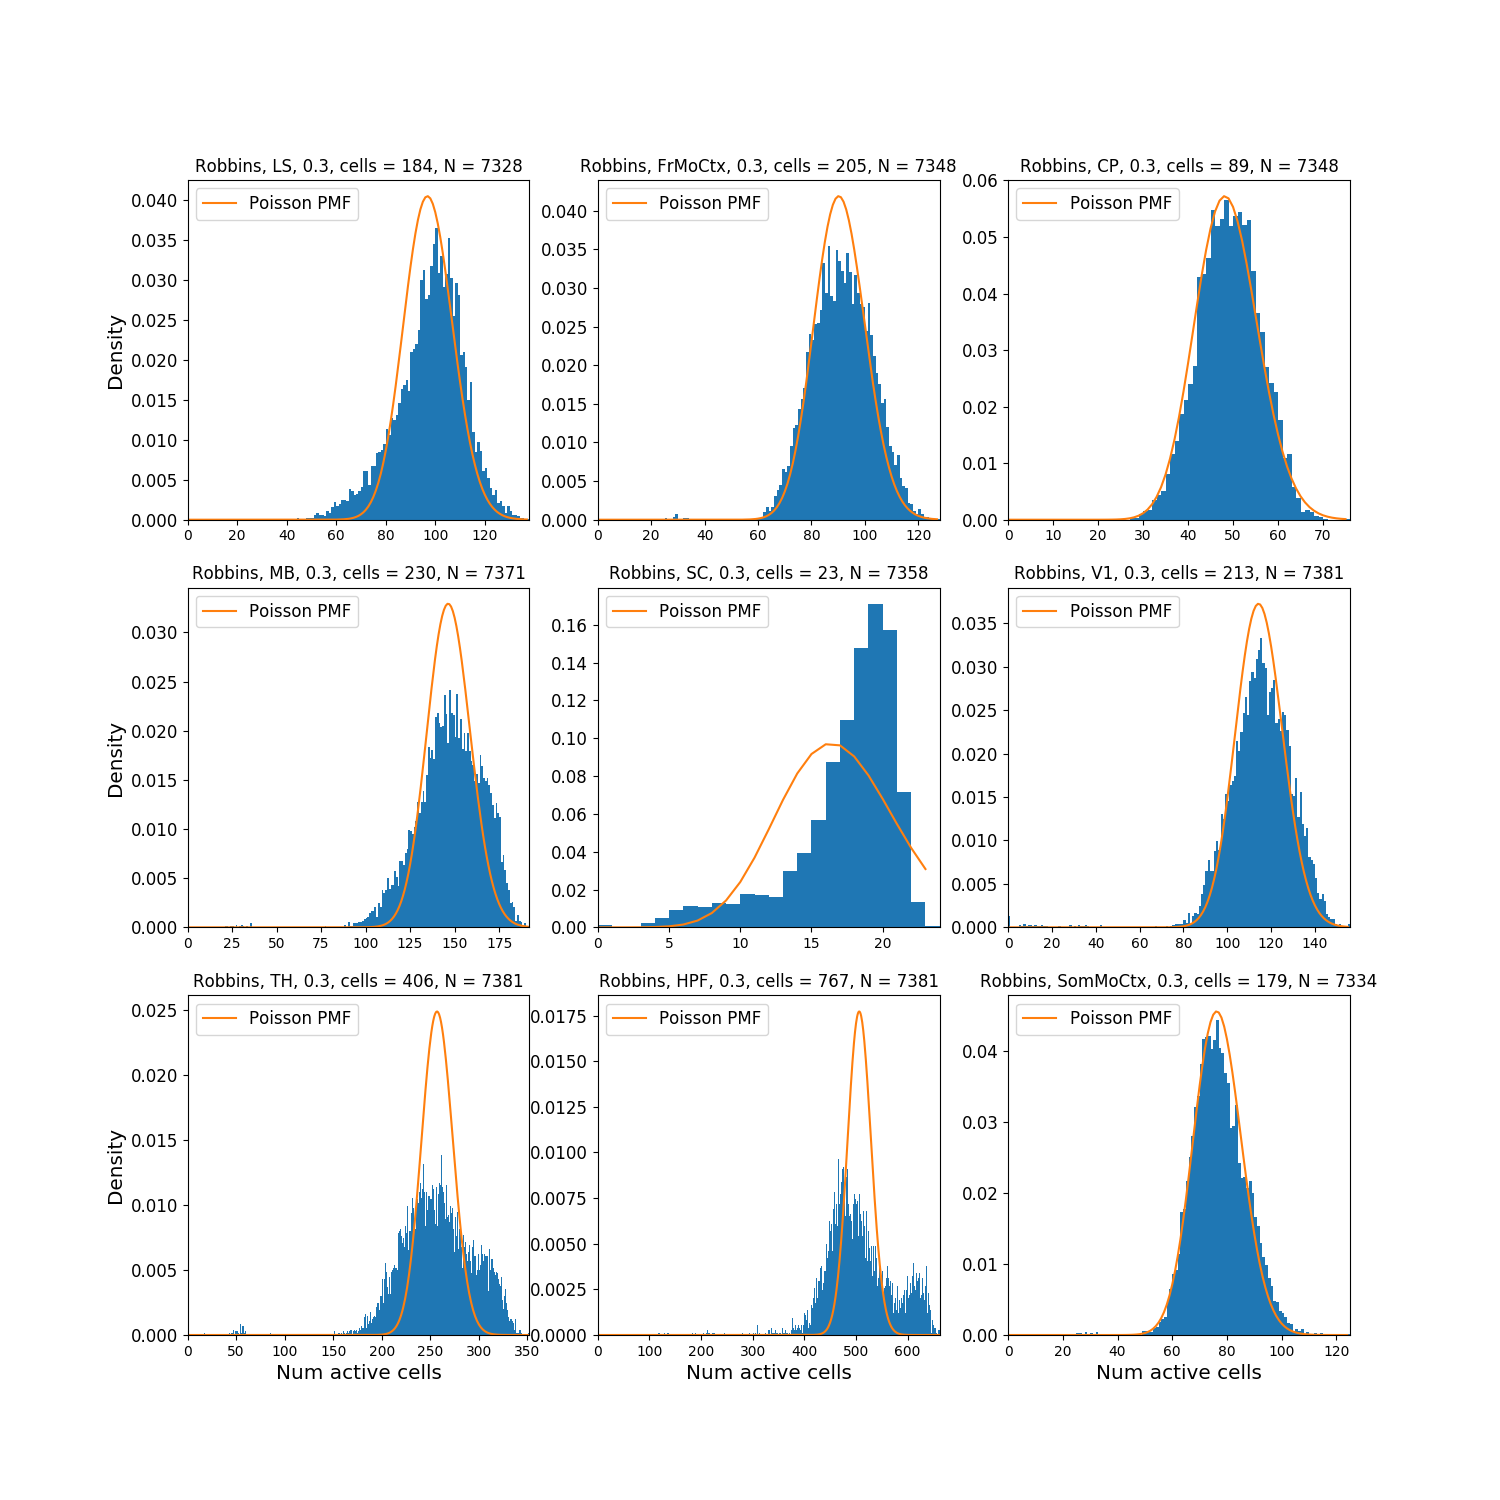 Robbins, LS, 0.3, cells = 184, N = 7328
Poisson PMF
0.040
0.035
0.030
0.025
0.020
0.015
0.010
0.005
0.000
Density
0 20 40 60 80 100 120
Robbins, FrMoCtx, 0.3, cells = 205, N = 7348
Poisson PMF
0.040
0.035
0.030
0.025
0.020
0.015
0.010
0.005
0.000
0 20 40 60 80 100 120
Robbins, CP, 0.3, cells = 89, N = 7348
Poisson PMF
0.06
0.05
0.04
0.03
0.02
0.01
0.00
0 10 20 30 40 50 60 70
Robbins, MB, 0.3, cells = 230, N = 7371
Poisson PMF
0.030
0.025
0.020
0.015
0.010
0.005
0.000
Density
0 25 50 75 100 125 150 175
Robbins, SC, 0.3, cells = 23, N = 7358
Poisson PMF
0.16
0.14
0.12
0.10
0.08
0.06
0.04
0.02
0.00
0 5 10 15 20
Robbins, V1, 0.3, cells = 213, N = 7381
Poisson PMF
0.035
0.030
0.025
0.020
0.015
0.010
0.005
0.000
0 20 40 60 80 100 120 140
Robbins, TH, 0.3, cells = 406, N = 7381
Poisson PMF
0.025
0.020
0.015
0.010
0.005
0.000
Density
0 50 100 150 200 250 300 350
Num active cells
Robbins, HPF, 0.3, cells = 767, N = 7381
Poisson PMF
0.0175
0.0150
0.0125
0.0100
0.0075
0.0050
0.0025
0.0000
0 100 200 300 400 500 600
Num active cells
Robbins, SomMoCtx, 0.3, cells = 179, N = 7334
Poisson PMF
0.04
0.03
0.02
0.01
0.00
0 20 40 60 80 100 120
Num active cells